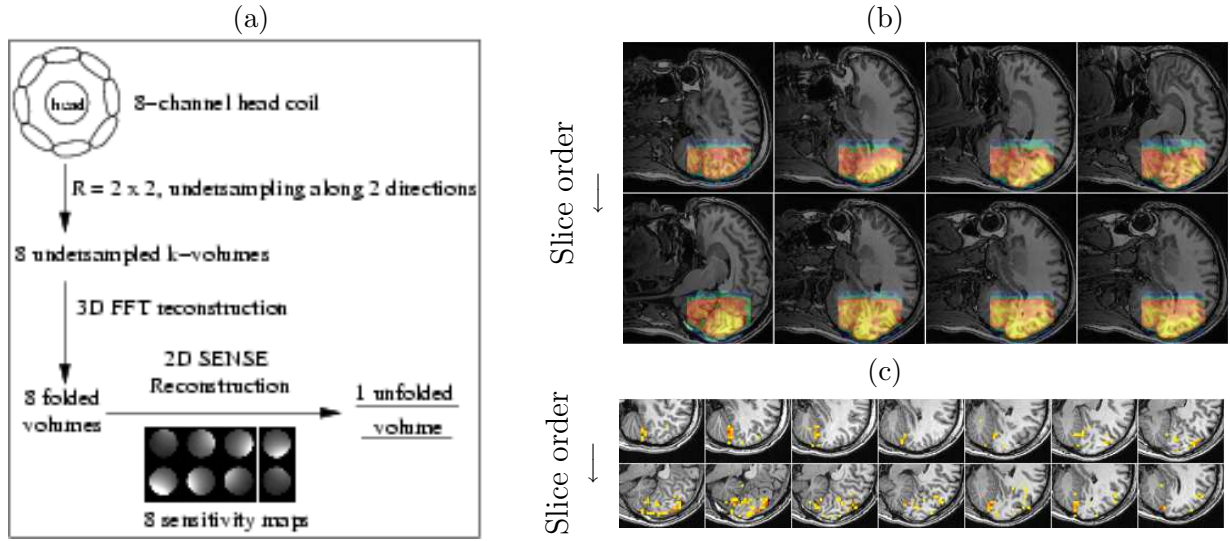 (a)
head
8-channel head coil
R = 2 x 2, undersampling along 2 directions
8 undersampled k-volumes
3D FFT reconstruction
2D SENSE
Reconstruction
8 folded
volumes
1 unfolded
volume
8 sensitivity maps
(b)
Slice order
(c)
Slice order